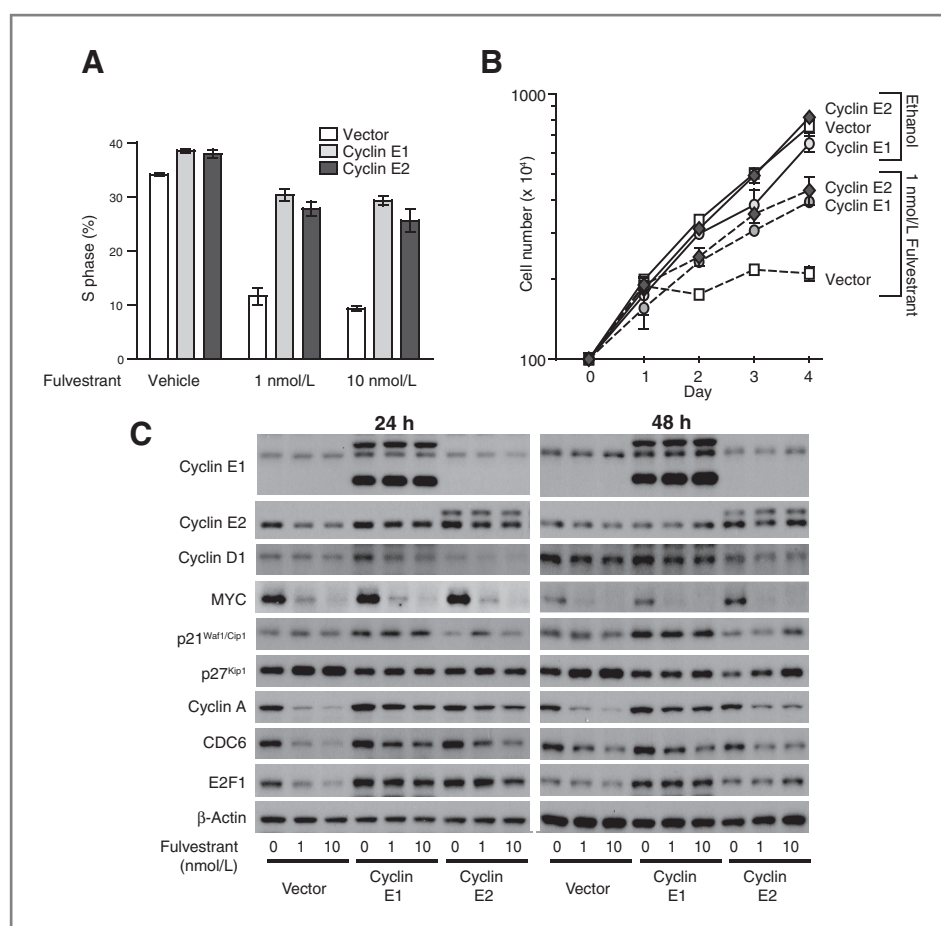 A
Vector
Cyclin E1
Cyclin E2
S phase (%)
40
30
20
10
0
Fulvestrant Vehicle 1 nmol/L 10 nmol/L
B
Cell number (x 10⁴)
1000
100
0 1 2 3 4
Day
Cyclin E2
Vector
Cyclin E1
Ethanol
Cyclin E2
Cyclin E1
Vector
1 nmol/L Fulvestrant
C
24 h 48 h
Cyclin E1
Cyclin E2
Cyclin D1
MYC
p21Waf1/Cip1
p27Kip1
Cyclin A
CDC6
E2F1
β-Actin
Fulvestrant 0 1 10 0 1 10 0 1 10 0 1 10 0 1 10 0 1 10
(nmol/L)
Vector Cyclin E1 Cyclin E2 Vector Cyclin E1 Cyclin E2